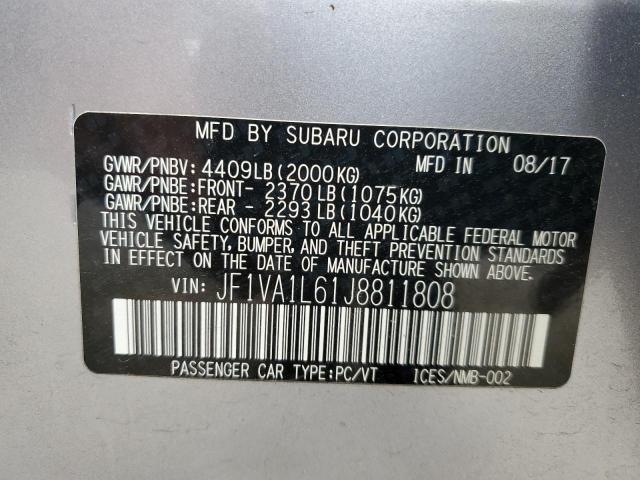 MFD BY SUBARU CORPORATION
GVWR/PNBV: 4409LB(2000KG) MFD IN 08/17
GAWR/PNBE:FRONT- 2370LB(1075KG)
GAWR/PNBE:REAR - 2293LB(1040KG)
THIS VEHICLE CONFORMS TO ALL APPLICABLE FEDERAL MOTOR
VEHICLE SAFETY, BUMPER, AND THEFT PREVENTION STANDARDS
IN EFFECT ON THE DATE OF MANUFACTURE SHOWN ABOVE.
VIN: JF1VA1L61J8811808
PASSENGER CAR TYPE:PC/VT ICES/NMB-002